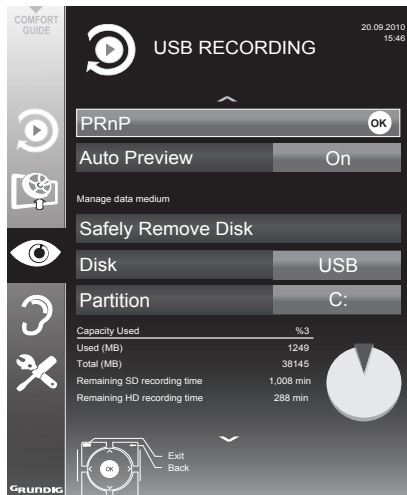 COMFORT
GUIDE
USB RECORDING
20.09.2010
15:46
PRnP OK
Auto Preview On
Manage data medium
Safely Remove Disk
Disk USB
Partition C:
Capacity Used %3
Used (MB) 1249
Total (MB) 38145
Remaining SD recording time 1,008 min
Remaining HD recording time 288 min
Exit
Back
OK
GRUNDIG